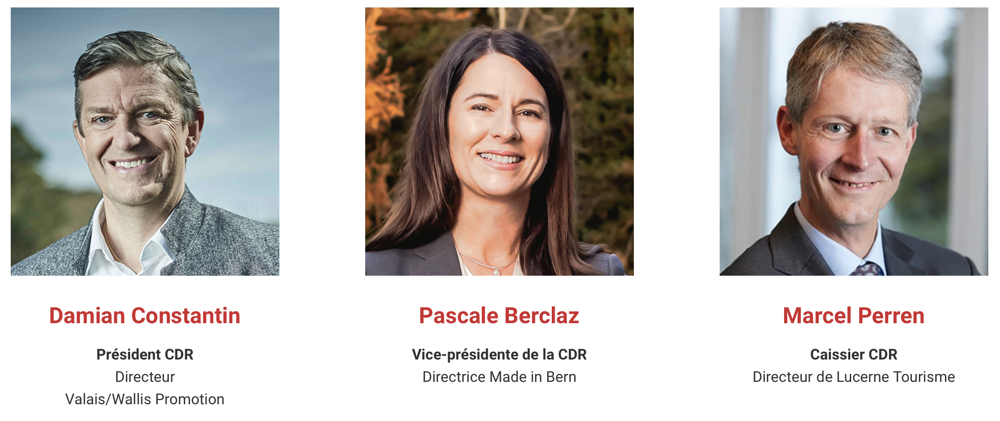 Damian Constantin
Président CDR
Directeur
Valais/Wallis Promotion
Pascale Berclaz
Vice-présidente de la CDR
Directrice Made in Bern
Marcel Perren
Caissier CDR
Directeur de Lucerne Tourisme